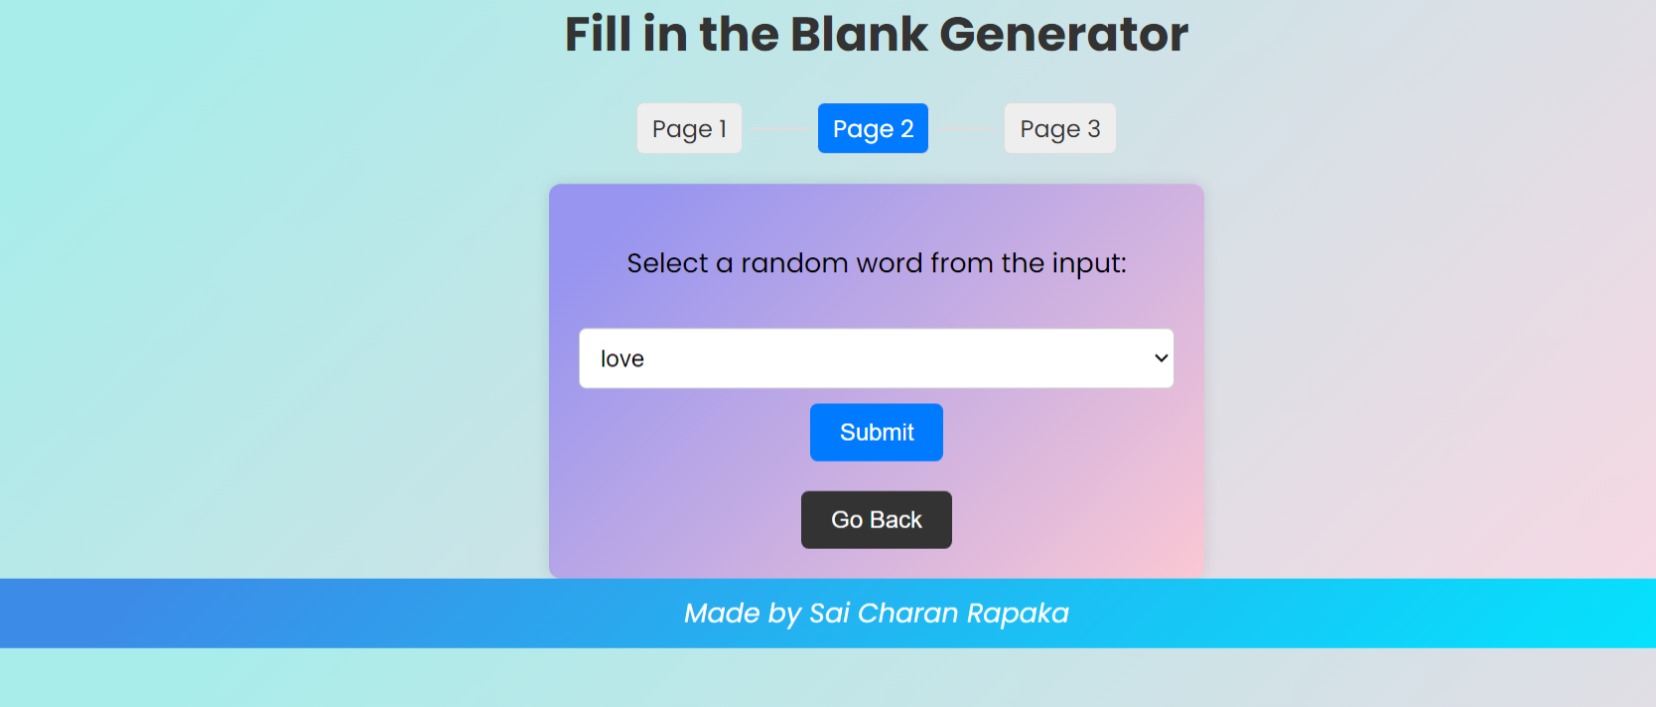 Fill in the Blank Generator
Page 1 Page 2 Page 3
Select a random word from the input:
love
Submit
Go Back
Made by Sai Charan Rapaka